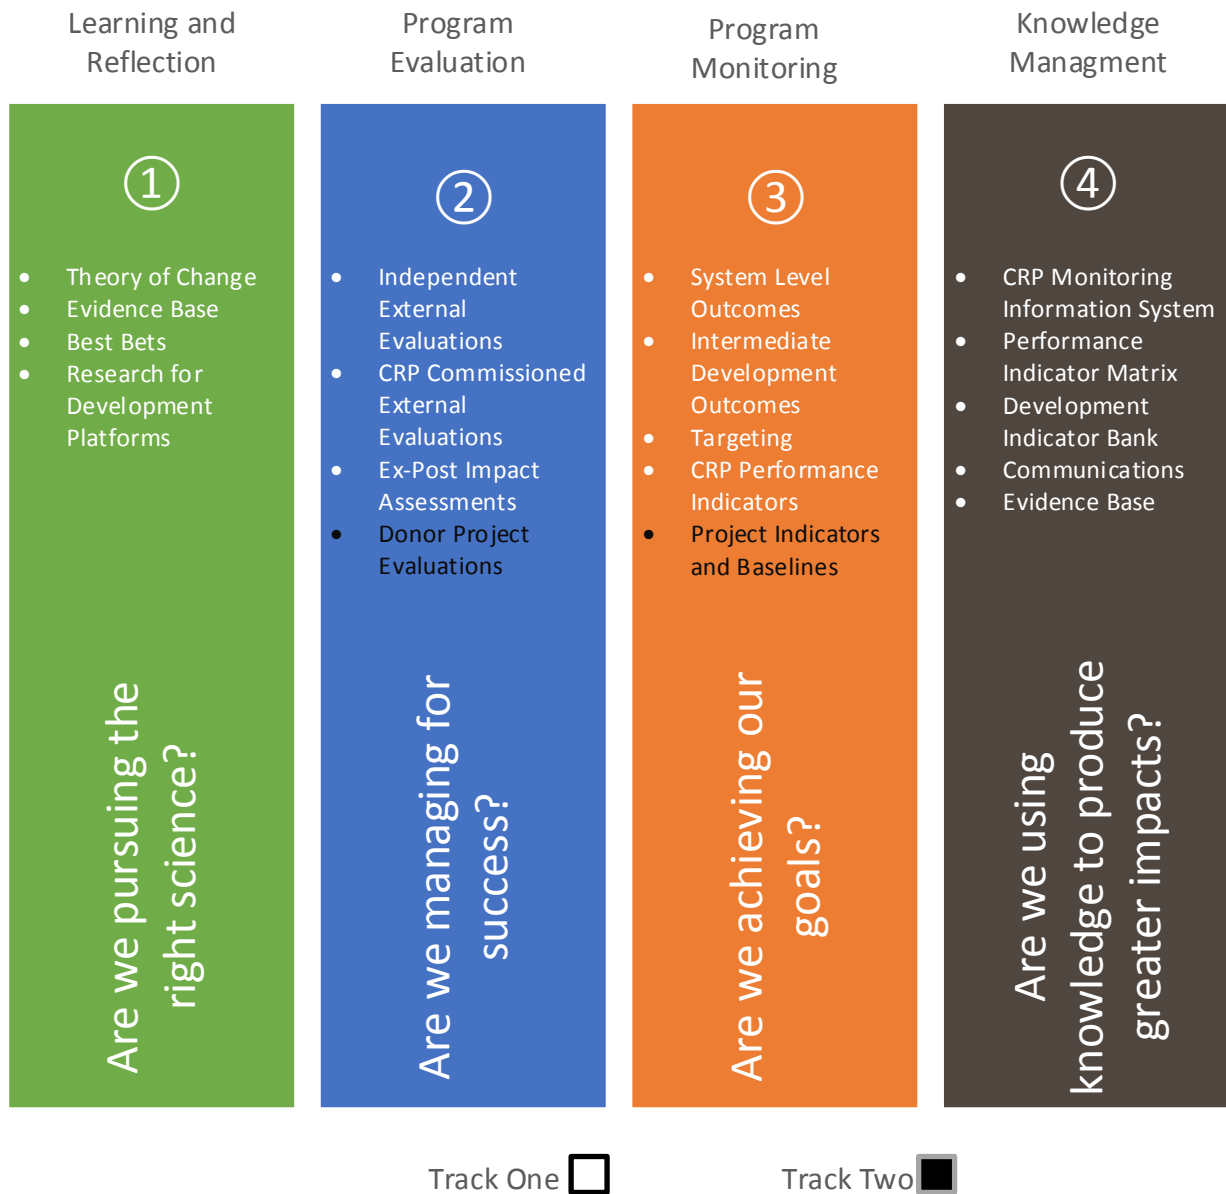 Learning and
Reflection
①
• Theory of Change
• Evidence Base
• Best Bets
• Research for
Development
Platforms
Are we pursuing the
right science?
Program
Evaluation
②
• Independent
External
Evaluations
• CRP Commissioned
External
Evaluations
• Ex-Post Impact
Assessments
• Donor Project
Evaluations
Are we managing for
success?
Program
Monitoring
③
• System Level
Outcomes
• Intermediate
Development
Outcomes
• Targeting
• CRP Performance
Indicators
• Project Indicators
and Baselines
Are we achieving our
goals?
Knowledge
Managment
④
• CRP Monitoring
Information System
• Performance
Indicator Matrix
• Development
Indicator Bank
• Communications
• Evidence Base
Are we using
knowledge to produce
greater impacts?
Track One
Track Two